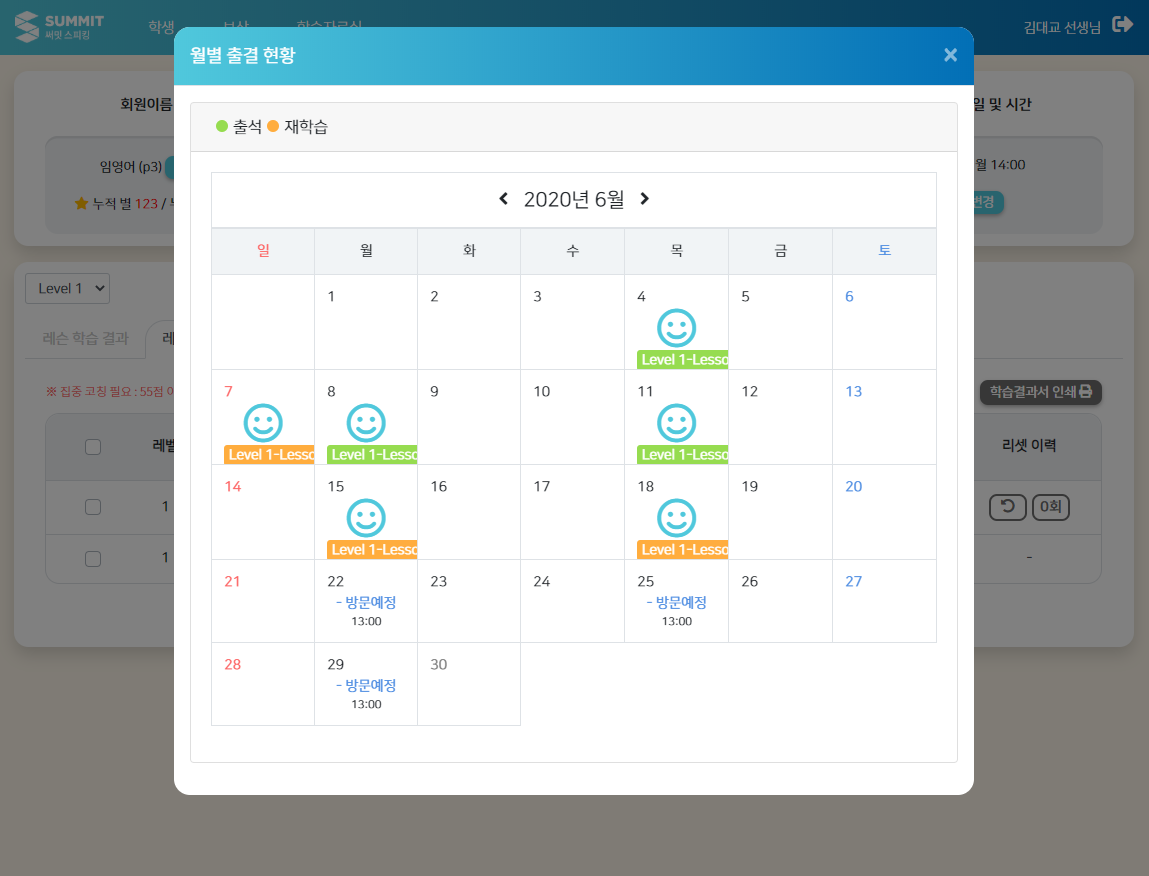 SUMMIT
써밋 스피킹
학생
김대교 선생님
월별 출결 현황
×
회원이름
일 및 시간
출석 재학습
임영어 (p3)
월 14:00
누적 별 123 /
변경
2020년 6월
일 월 화 수 목 금 토
Level 1
1 2 3 4 5 6
Level 1-Lesso
레슨 학습 결과
레
※ 집중 코칭 필요 : 55점
학습결과서 인쇄
7 8 9 10 11 12 13
Level 1-Lesso Level 1-Lesso Level 1-Lesso
레벨
리셋 이력
14 15 16 17 18 19 20
Level 1-Lesso Level 1-Lesso
1
0회
1
-
21 22 23 24 25 26 27
- 방문예정 - 방문예정
13:00 13:00
28 29 30
- 방문예정
13:00